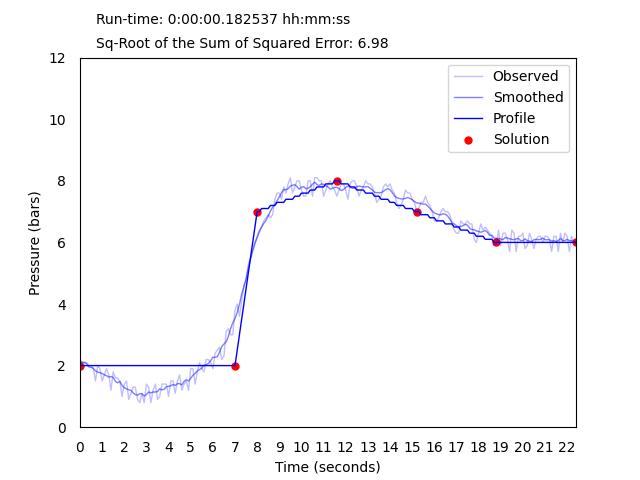 Run-time: 0:00:00.182537 hh:mm:ss
Sq-Root of the Sum of Squared Error: 6.98
12
10
8
6
4
2
0
Pressure (bars)
Observed
Smoothed
Profile
Solution
0 1 2 3 4 5 6 7 8 9 10 11 12 13 14 15 16 17 18 19 20 21 22
Time (seconds)